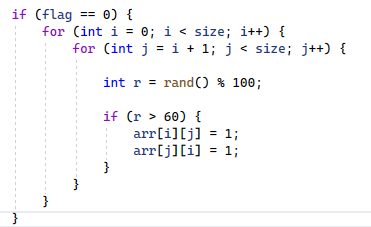 if (flag == 0) {
    for (int i = 0; i < size; i++) {
        for (int j = i + 1; j < size; j++) {

            int r = rand() % 100;

            if (r > 60) {
                arr[i][j] = 1;
                arr[j][i] = 1;
            }
        }
    }
}